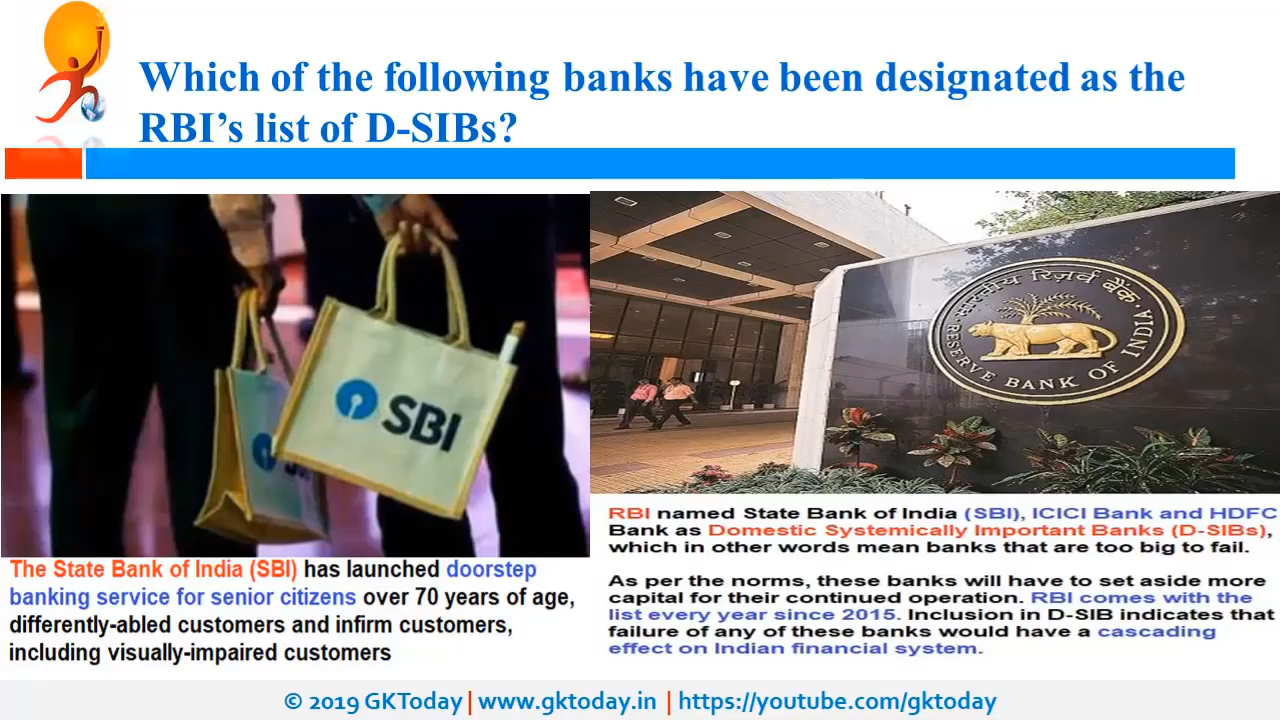 Which of the following banks have been designated as the
RBI’s list of D-SIBs?
SBI
भारतीय रिज़र्व बैंक
RESERVE BANK OF INDIA
The State Bank of India (SBI) has launched doorstep
banking service for senior citizens over 70 years of age,
differently-abled customers and infirm customers,
including visually-impaired customers
RBI named State Bank of India (SBI), ICICI Bank and HDFC
Bank as Domestic Systemically Important Banks (D-SIBs),
which in other words mean banks that are too big to fail.
As per the norms, these banks will have to set aside more
capital for their continued operation. RBI comes with the
list every year since 2015. Inclusion in D-SIB indicates that
failure of any of these banks would have a cascading
effect on Indian financial system.
© 2019 GKToday | www.gktoday.in | https://youtube.com/gktoday